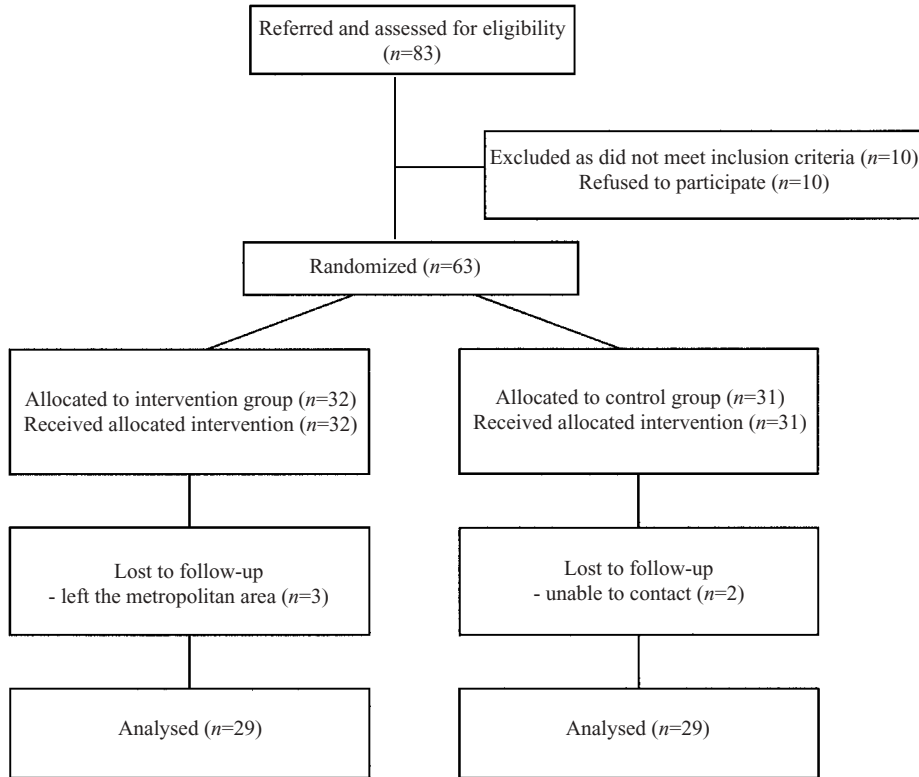 Referred and assessed for eligibility
(n=83)
Excluded as did not meet inclusion criteria (n=10)
Refused to participate (n=10)
Randomized (n=63)
Allocated to intervention group (n=32)
Received allocated intervention (n=32)
Allocated to control group (n=31)
Received allocated intervention (n=31)
Lost to follow-up
- left the metropolitan area (n=3)
Lost to follow-up
- unable to contact (n=2)
Analysed (n=29)
Analysed (n=29)